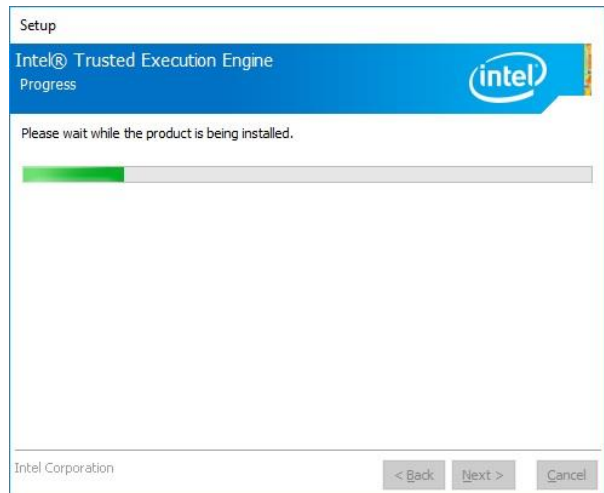 Setup
Intel® Trusted Execution Engine
Progress
intel
Please wait while the product is being installed.
Intel Corporation
< Back Next > Cancel